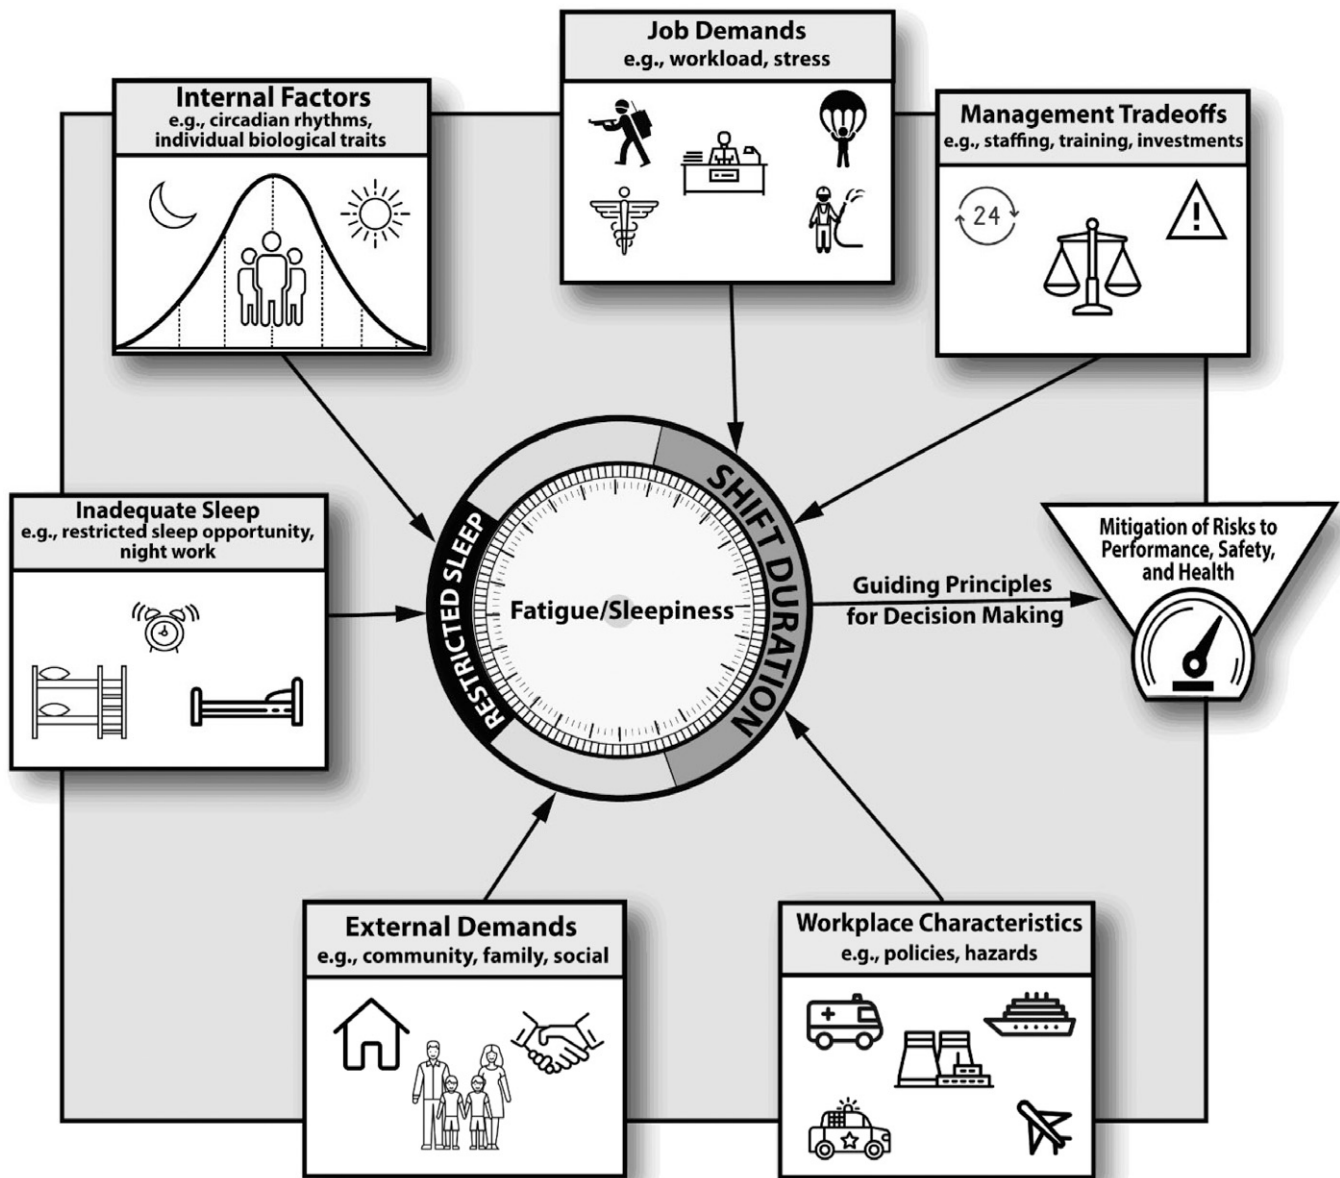 Job Demands
e.g., workload, stress
Internal Factors
e.g., circadian rhythms,
individual biological traits
Management Tradeoffs
e.g., staffing, training, investments
24
Inadequate Sleep
e.g., restricted sleep opportunity,
night work
RESTRICTED SLEEP
Fatigue/Sleepiness
SHIFT DURATION
Guiding Principles
for Decision Making
Mitigation of Risks to
Performance, Safety,
and Health
External Demands
e.g., community, family, social
Workplace Characteristics
e.g., policies, hazards